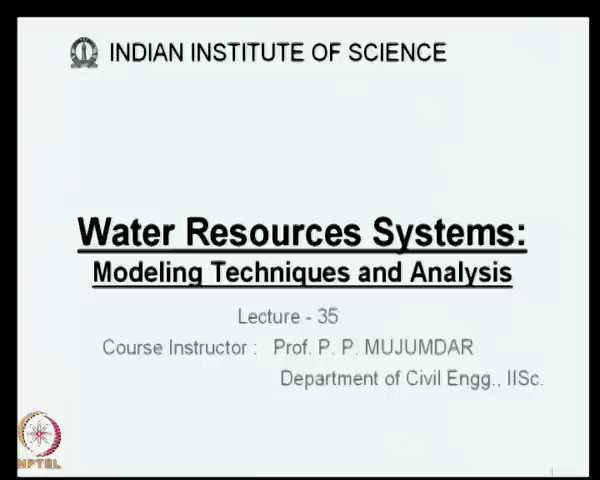 INDIAN INSTITUTE OF SCIENCE
Water Resources Systems:
Modeling Techniques and Analysis
Lecture - 35
Course Instructor : Prof. P. P. MUJUMDAR
Department of Civil Engg., IISc.
NPTEL